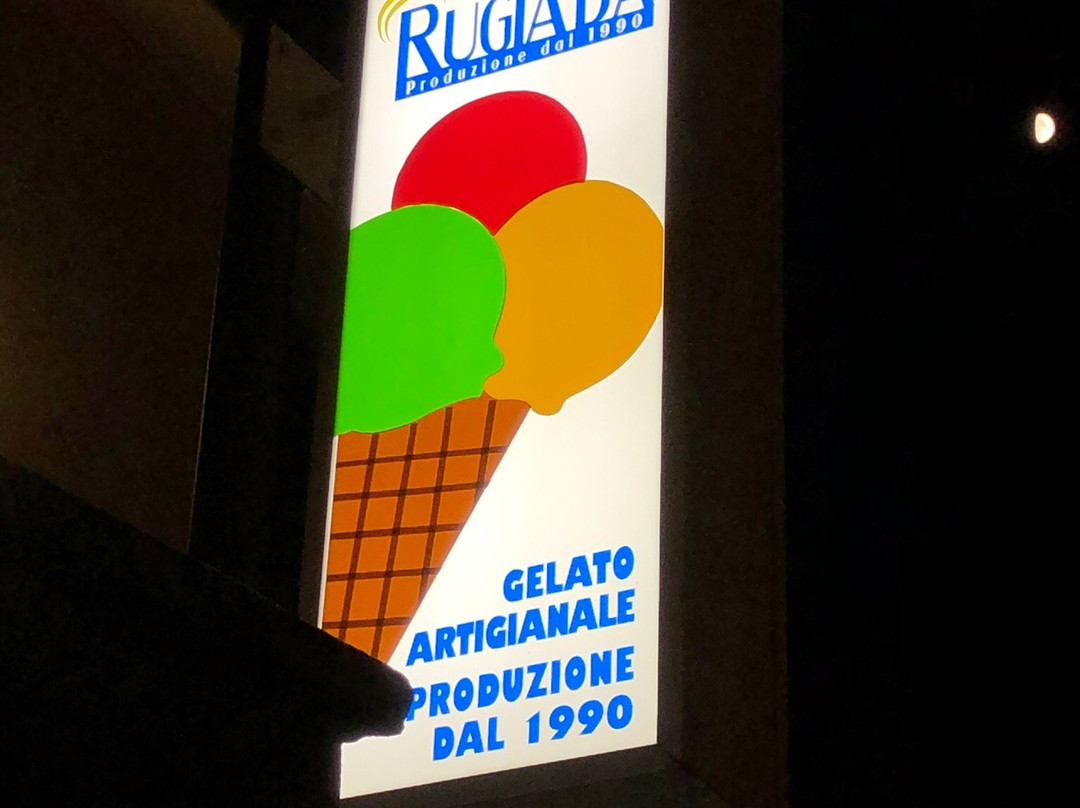 RUGIADA
Produzione dal 1990
GELATO
ARTIGIANALE
PRODUZIONE
DAL 1990